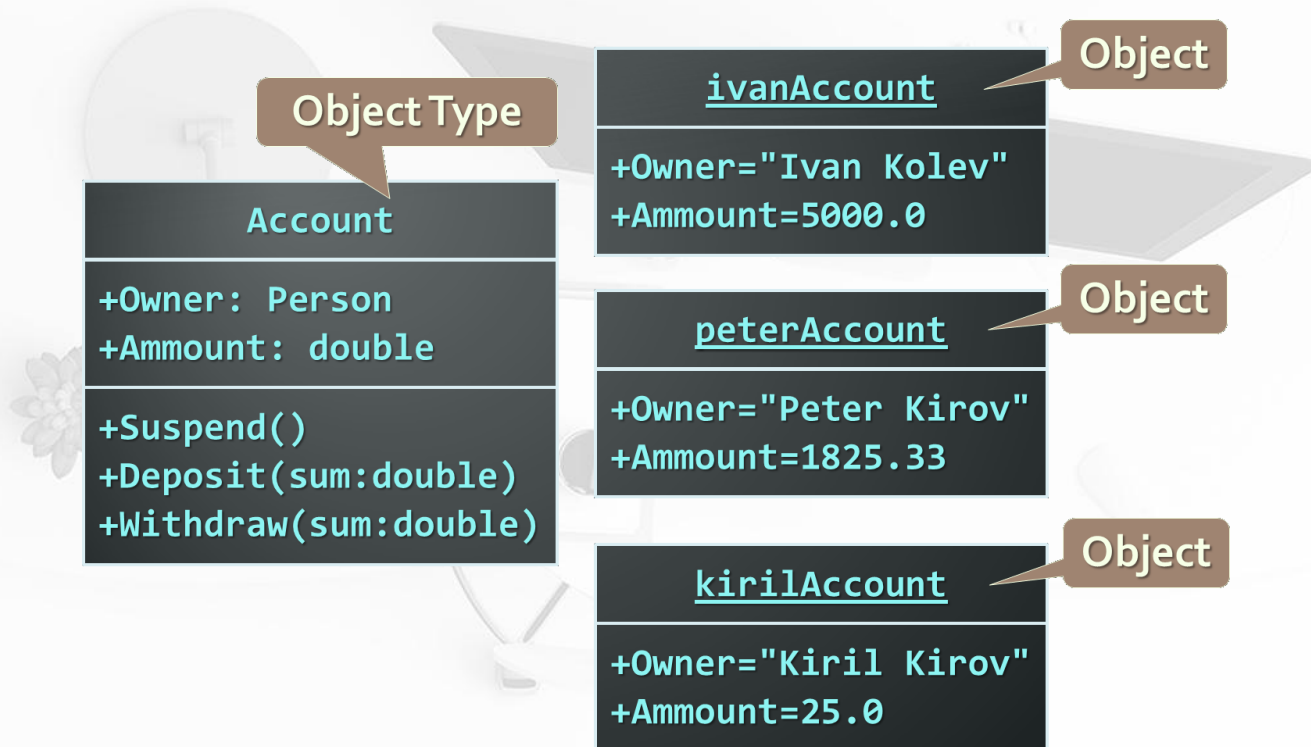 Object Type
Account
+Owner: Person
+Ammount: double
+Suspend()
+Deposit(sum:double)
+Withdraw(sum:double)
Object
ivanAccount
+Owner="Ivan Kolev"
+Ammount=5000.0
Object
peterAccount
+Owner="Peter Kirov"
+Ammount=1825.33
Object
kirilAccount
+Owner="Kiril Kirov"
+Ammount=25.0